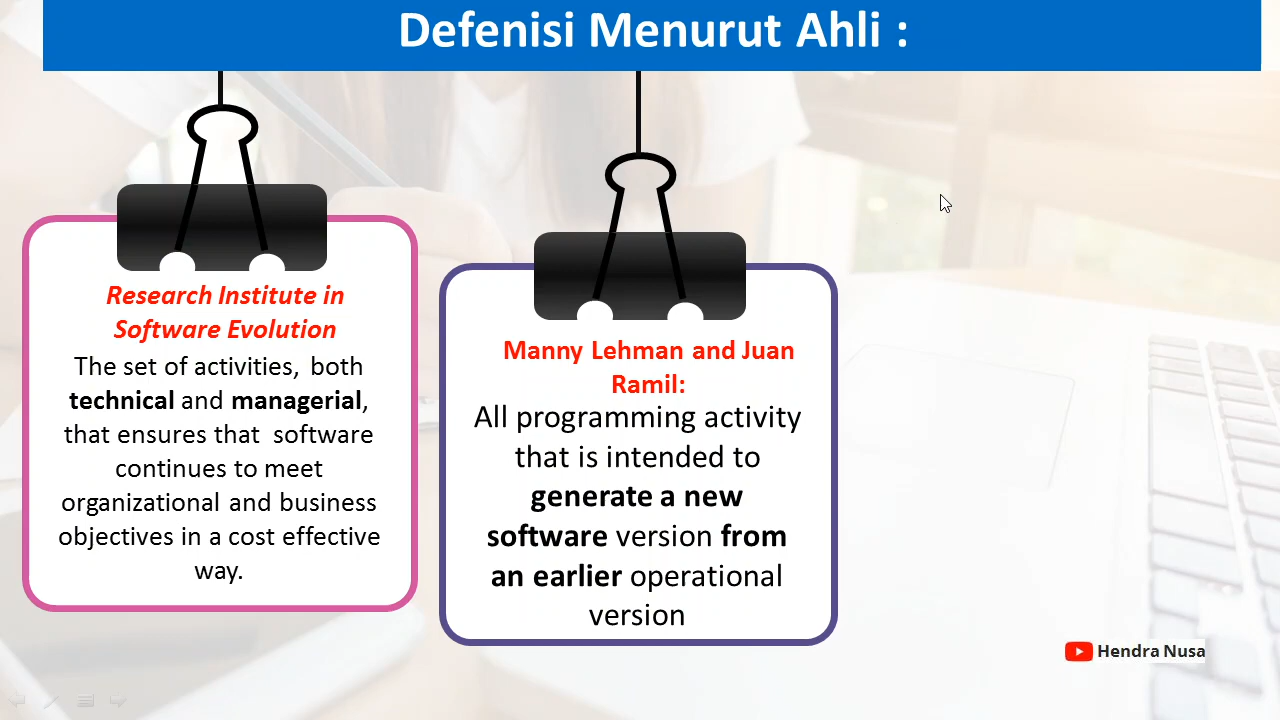 Defenisi Menurut Ahli :
Research Institute in
Software Evolution
The set of activities, both
technical and managerial,
that ensures that software
continues to meet
organizational and business
objectives in a cost effective
way.
Manny Lehman and Juan
Ramil:
All programming activity
that is intended to
generate a new
software version from
an earlier operational
version
Hendra Nusa